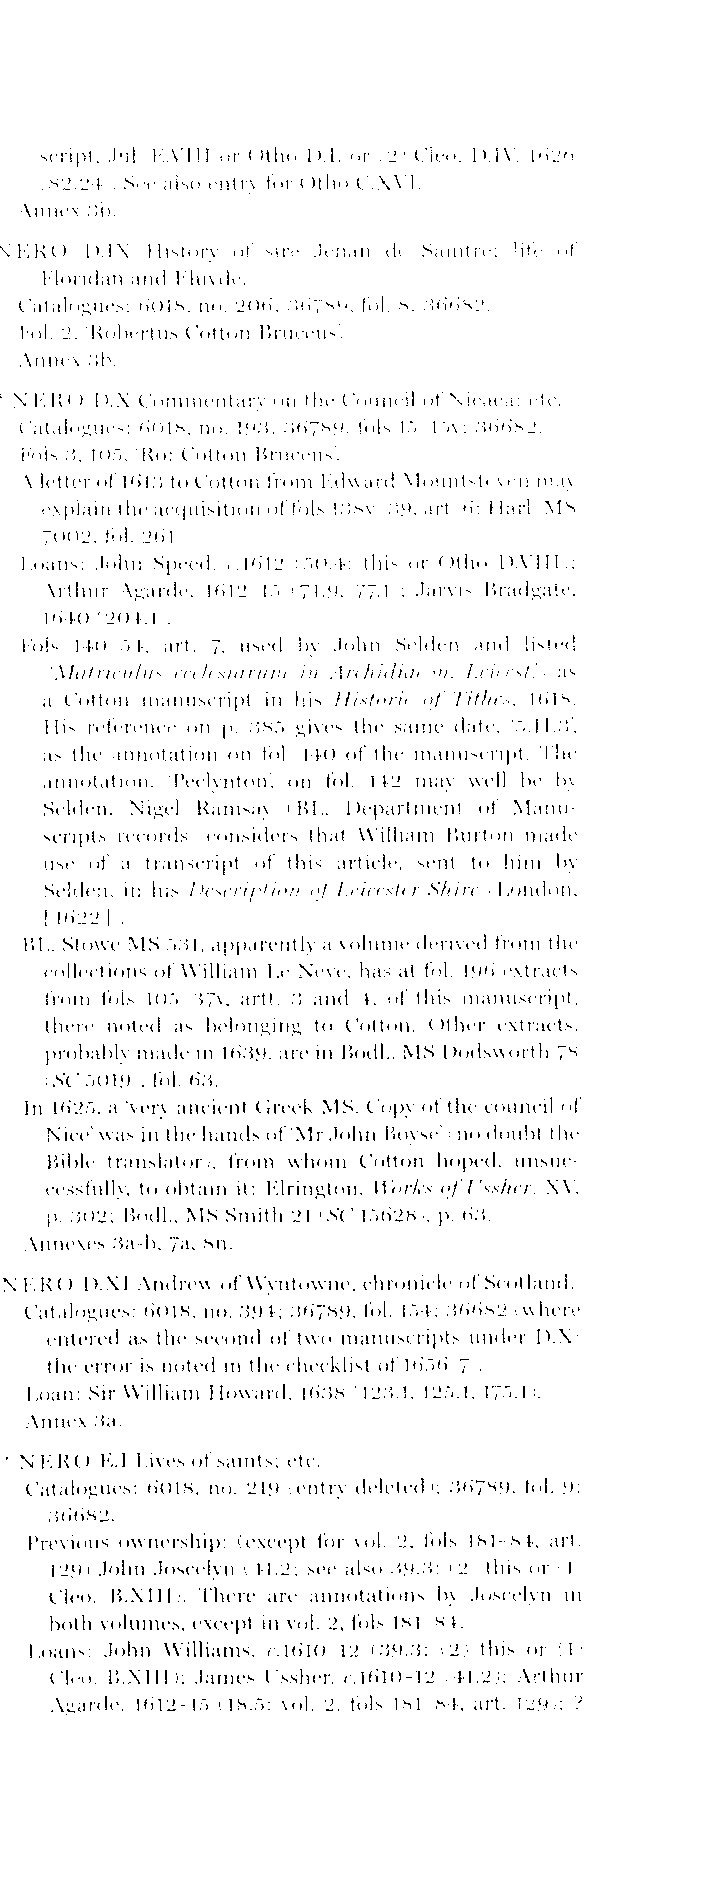 script, Jul. E.VIII or Otho D.I, or (2) Cleo. D.IV, 1626
(82.24). See also entry for Otho C.XVI.
Annex 3b.
NERO D.IX History of sire Jehan de Saintre; life of
Floridan and Elivde.
Catalogues: 6018, no. 206; 36789, fol. 8; 36682.
Fol. 2, 'Robertus Cotton Bruceus'.
Annex 3b.
* NERO D.X Commentary on the Council of Nicaea; etc.
Catalogues: 6018, no. 193; 36789, fols 15–15v; 36682.
Fols 3, 105, 'Ro: Cotton Bruceus'.
A letter of 1613 to Cotton from Edward Mountsteven may
explain the acquisition of fols 138v–39, art. 6: Harl. MS
7002, fol. 261.
Loans: John Speed, c.1612 (50.4: this or Otho D.VIII);
Arthur Agarde, 1612–15 (71.9, 77.1); Jarvis Bradgate,
1640 (204.1).
Fols 140–54, art. 7, used by John Selden and listed
('Matriculus ecclesiarum in Archidiac'on. Leicest.') as
a Cotton manuscript in his Historie of Tithes, 1618.
His reference on p. 385 gives the same date, '5.H.3',
as the annotation on fol. 140 of the manuscript. The
annotation, 'Peclynton', on fol. 142 may well be by
Selden. Nigel Ramsay (BL, Department of Manu-
scripts records) considers that William Burton made
use of a transcript of this article, sent to him by
Selden, in his Description of Leicester Shire (London,
[1622]).
BL, Stowe MS 531, apparently a volume derived from the
collections of William Le Neve, has at fol. 196 extracts
from fols 105–37v, artt. 3 and 4, of this manuscript,
there noted as belonging to Cotton. Other extracts,
probably made in 1639, are in Bodl., MS Dodsworth 78
(SC 5019), fol. 63.
In 1625, a 'very ancient Greek MS. Copy of the council of
Nice' was in the hands of 'Mr John Boyse' (no doubt the
Bible translator), from whom Cotton hoped, unsuc-
cessfully, to obtain it: Elrington, Works of Ussher, XV,
p. 302; Bodl., MS Smith 21 (SC 15628), p. 63.
Annexes 3a-b, 7a, 8n.
NERO D.XI Andrew of Wyntowne, chronicle of Scotland.
Catalogues: 6018, no. 394; 36789, fol. 154; 36682 (where
entered as the second of two manuscripts under D.X:
the error is noted in the checklist of 1656–7).
Loan: Sir William Howard, 1638 (123.1, 125.1, 175.1).
Annex 3a.
* NERO E.I Lives of saints; etc.
Catalogues: 6018, no. 219 (entry deleted); 36789, fol. 9;
36682.
Previous ownership: (except for vol. 2, fols 181–84, art.
129) John Joscelyn (41.2; see also 39.3: (2) this or (1)
Cleo. B.XIII). There are annotations by Joscelyn in
both volumes, except in vol. 2, fols 181–84.
Loans: John Williams, c.1610–12 (39.3: (2) this or (1)
Cleo. B.XIII); James Ussher, c.1610–12 (41.2); Arthur
Agarde, 1612–15 (18.5: vol. 2, fols 181–84, art. 129); ?